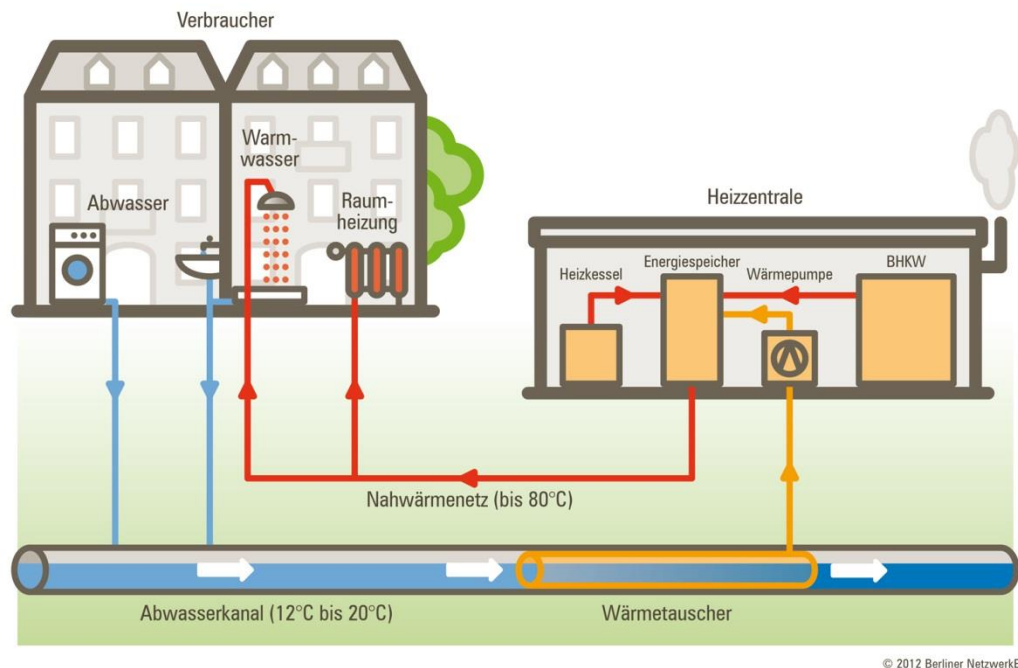 Verbraucher
Warm-
wasser
Abwasser
Raum-
heizung
Heizzentrale
Heizkessel
Energiespeicher
Wärmepumpe
BHKW
Nahwärmenetz (bis 80°C)
Abwasserkanal (12°C bis 20°C)
Wärmetauscher
© 2012 Berliner NetzwerkE